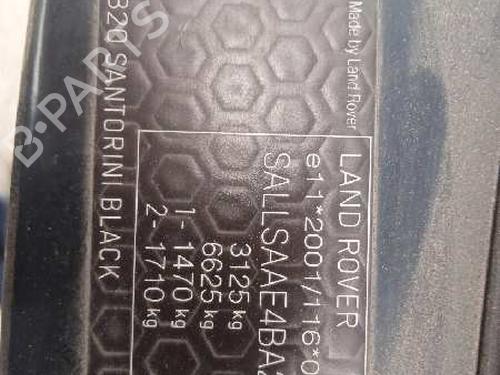 Made by Land Rover
LAND ROVER
e11*2001/116*0
SALLSAAE4BA
3125 kg
6625 kg
1- 1470 kg
2- 1710 kg
820 SANTORINI BLACK
B-PARTS